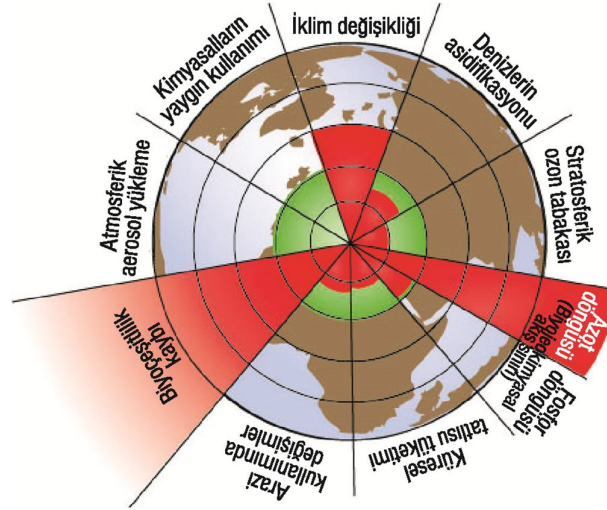 İklim değişikliği
Denizlerin
asidifikasyonu
Stratosferik
ozon tabakası
Azot
döngüsü
(Biyojeokimyasal
akış sınırı)
Fosfor
döngüsü
Küresel
tatlısu tüketimi
Arazi
kullanımında
değişimler
Biyoçeşitlilik
kaybı
Atmosferik
aerosol yükleme
Kimyasalların
yaygın kullanımı